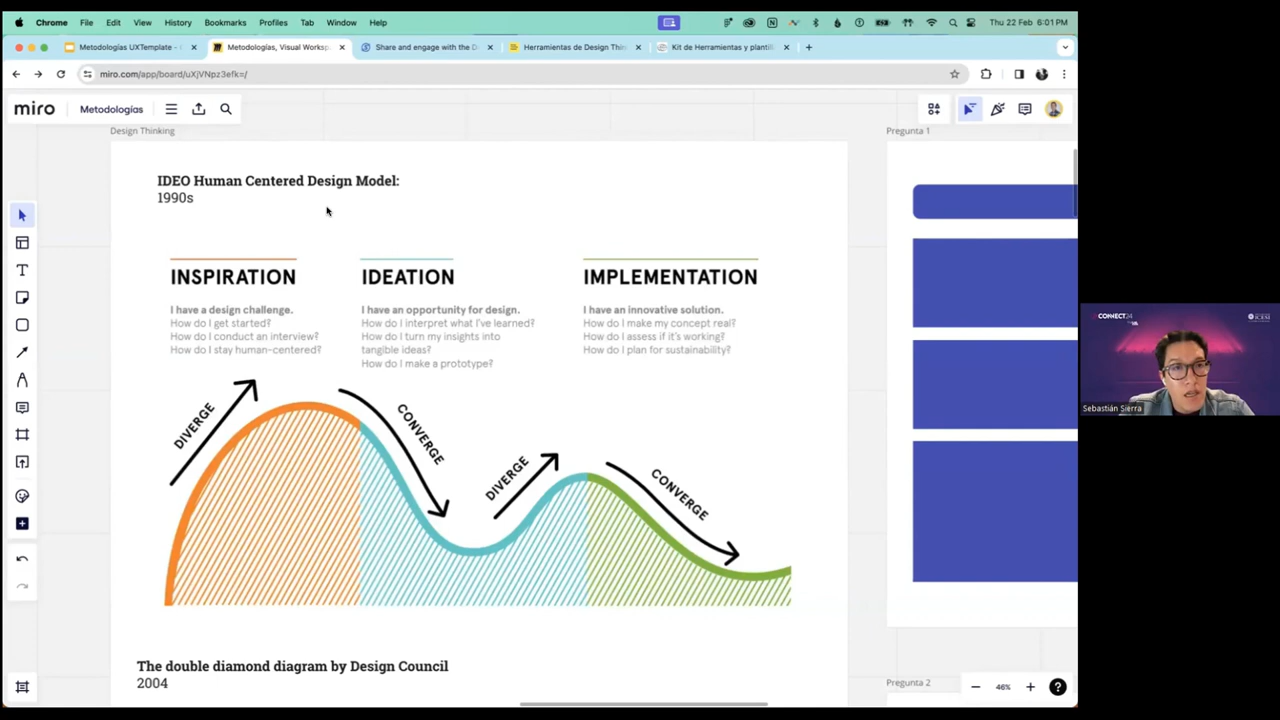 Chrome File Edit View History Bookmarks Profiles Tab Window Help Thu 22 Feb 6:01 PM
Metodologías UXTemplate - Metodologías, Visual Worksp Share and engage with the D Herramientas de Design Thin Kit de Herramientas y planti
miro.com/app/board/uXjVNpz3efk=/
miro Metodologías
Design Thinking
Pregunta 1
IDEO Human Centered Design Model:
1990s
INSPIRATION
I have a design challenge.
How do I get started?
How do I conduct an interview?
How do I stay human-centered?
IDEATION
I have an opportunity for design.
How do I interpret what I've learned?
How do I turn my insights into
tangible ideas?
How do I make a prototype?
IMPLEMENTATION
I have an innovative solution.
How do I make my concept real?
How do I assess if it's working?
How do I plan for sustainability?
DIVERGE
CONVERGE
DIVERGE
CONVERGE
The double diamond diagram by Design Council
2004
Pregunta 2
46%
Sebastián Sierra